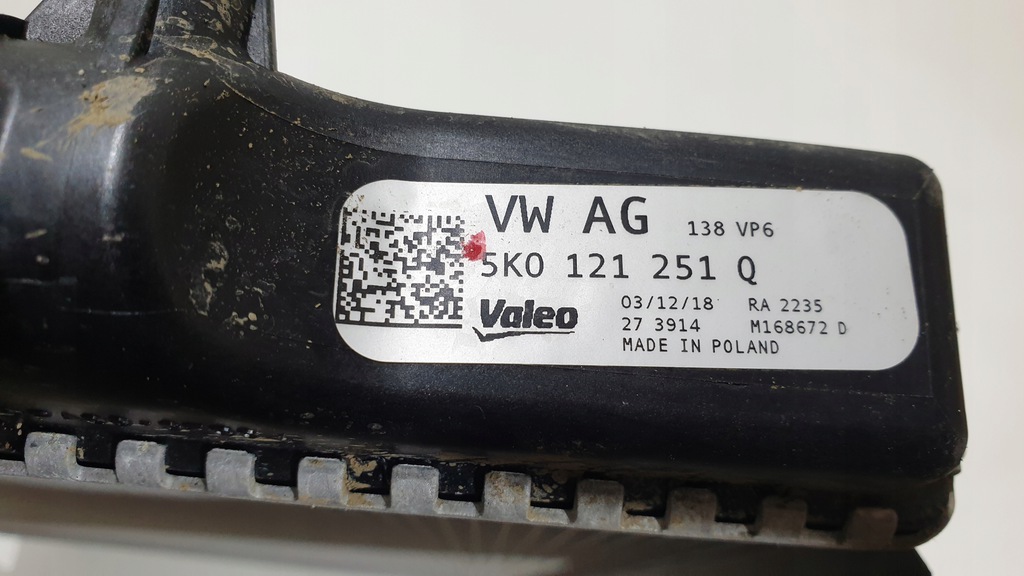 VW AG 138 VP6
5K0 121 251 Q
Valeo
03/12/18 RA 2235
27 3914 M168672 D
MADE IN POLAND